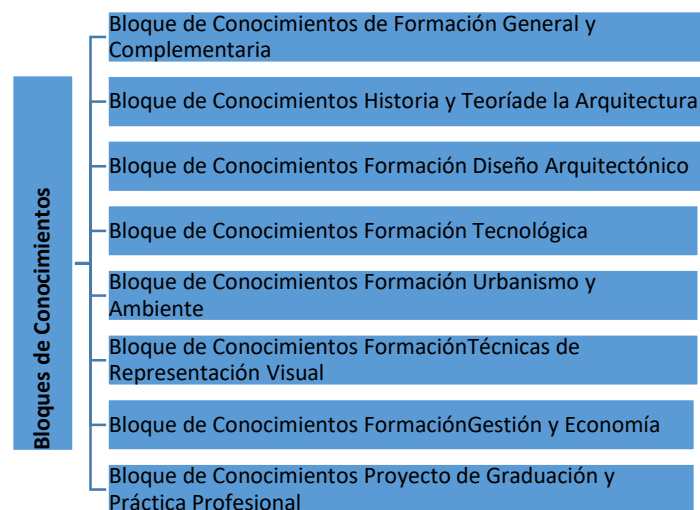 Bloques de Conocimientos
Bloque de Conocimientos de Formación General y
Complementaria
Bloque de Conocimientos Historia y Teoríade la Arquitectura
Bloque de Conocimientos Formación Diseño Arquitectónico
Bloque de Conocimientos Formación Tecnológica
Bloque de Conocimientos Formación Urbanismo y
Ambiente
Bloque de Conocimientos FormaciónTécnicas de
Representación Visual
Bloque de Conocimientos FormaciónGestión y Economía
Bloque de Conocimientos Proyecto de Graduación y
Práctica Profesional